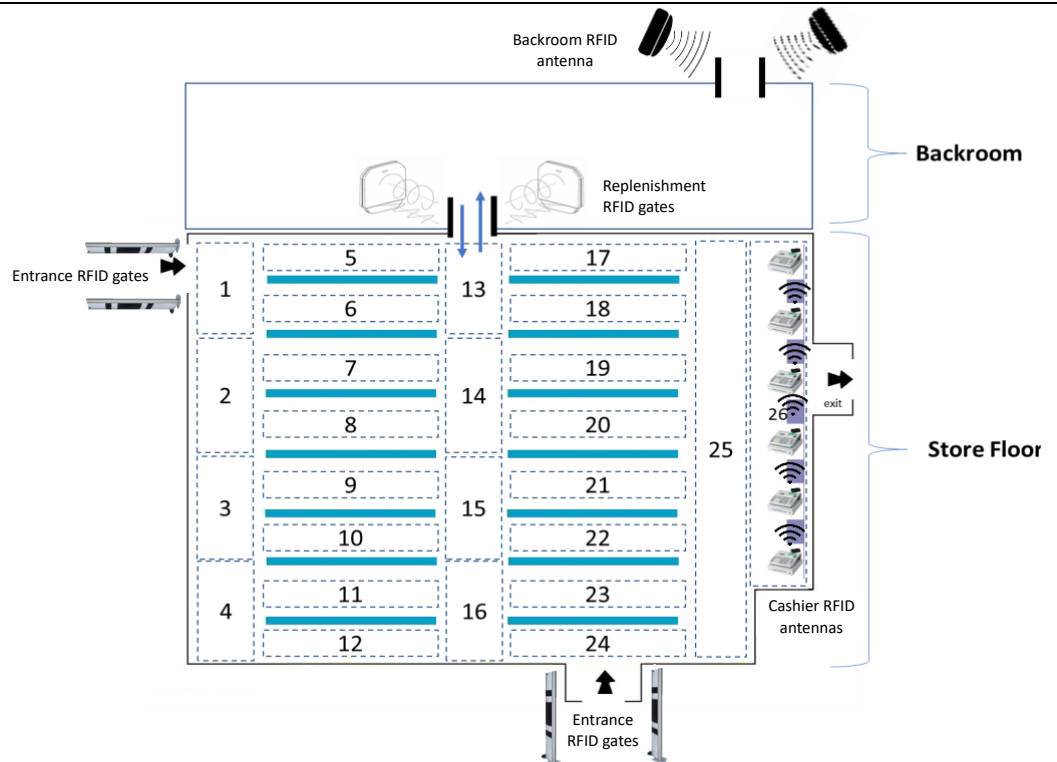 Backroom RFID
antenna
Backroom
Replenishment
RFID gates
Entrance RFID gates
1
5
13
17
6
18
2
7
14
19
exit
8
20
26
25
Store Floor
3
9
15
21
10
22
4
11
16
23
Cashier RFID
antennas
12
24
Entrance
RFID gates